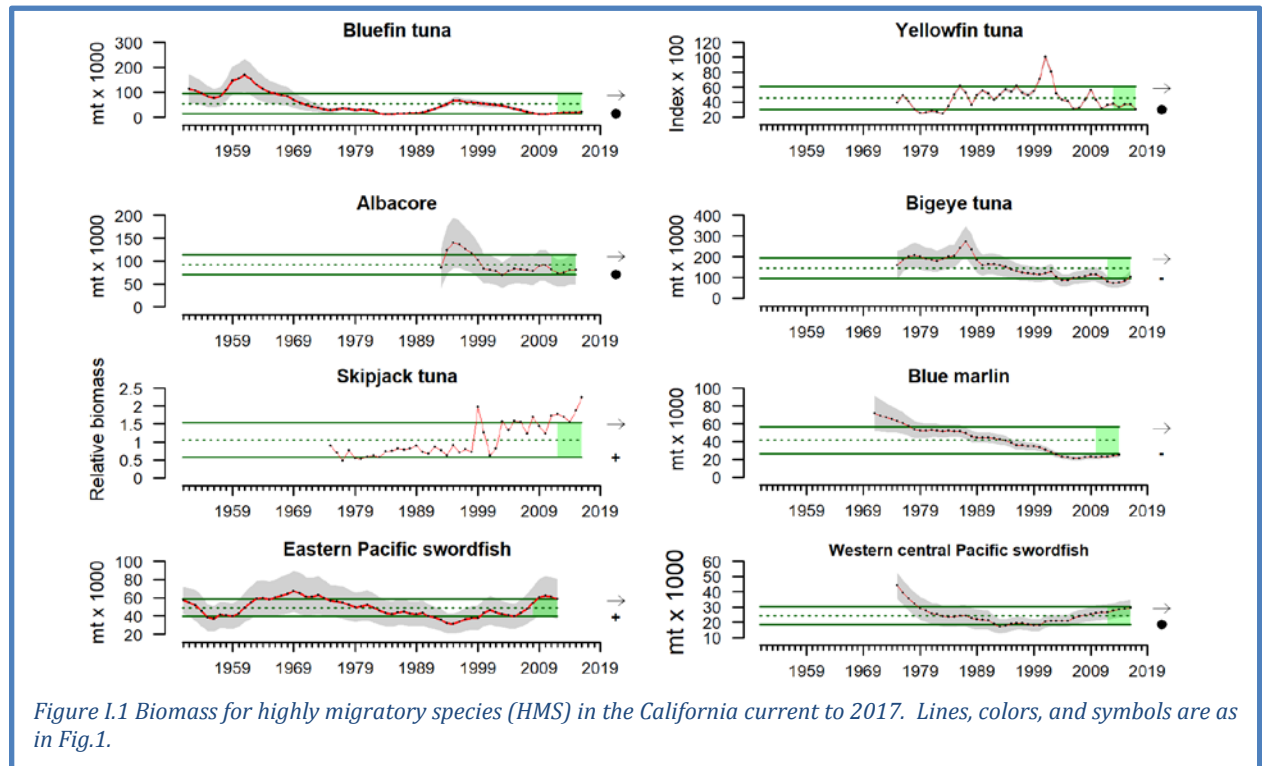 Bluefin tuna
mt x 1000
300
200
100
0
1959 1969 1979 1989 1999 2009 2019
Yellowfin tuna
Index x 100
120
100
80
60
40
20
1959 1969 1979 1989 1999 2009 2019
Albacore
mt x 1000
200
150
100
50
0
1959 1969 1979 1989 1999 2009 2019
Bigeye tuna
mt x 1000
400
300
200
100
0
-
1959 1969 1979 1989 1999 2009 2019
Skipjack tuna
Relative biomass
2.5
2
1.5
1
0.5
0
+
1959 1969 1979 1989 1999 2009 2019
Blue marlin
mt x 1000
100
80
60
40
20
0
-
1959 1969 1979 1989 1999 2009 2019
Eastern Pacific swordfish
mt x 1000
100
80
60
40
20
+
1959 1969 1979 1989 1999 2009 2019
Western central Pacific swordfish
mt x 1000
60
50
40
30
20
10
1959 1969 1979 1989 1999 2009 2019
Figure I.1 Biomass for highly migratory species (HMS) in the California current to 2017. Lines, colors, and symbols are as
in Fig.1.